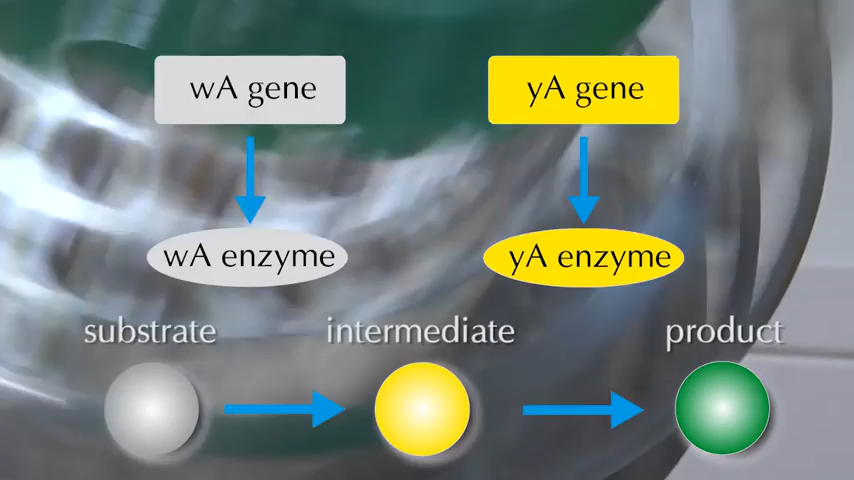 wA gene
yA gene
wA enzyme
yA enzyme
substrate
intermediate
product